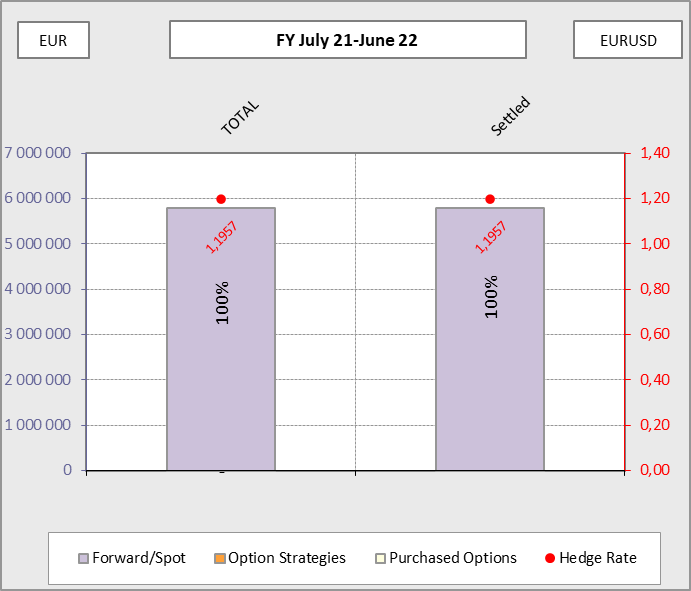 EUR
FY July 21-June 22
EURUSD
TOTAL
Settled
7 000 000
6 000 000
5 000 000
4 000 000
3 000 000
2 000 000
1 000 000
0
1,1957
100%
-
1,1957
100%
1,40
1,20
1,00
0,80
0,60
0,40
0,20
0,00
Forward/Spot
Option Strategies
Purchased Options
Hedge Rate